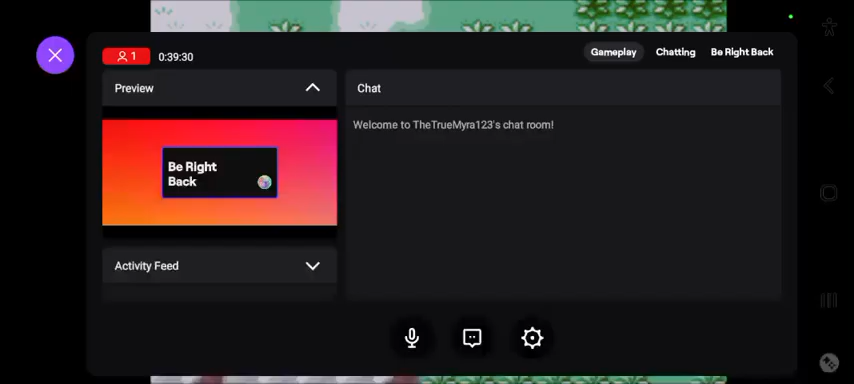 1
0:39:30
Gameplay
Chatting
Be Right Back
Preview
Chat
Welcome to TheTrueMyra123's chat room!
Be Right
Back
Activity Feed